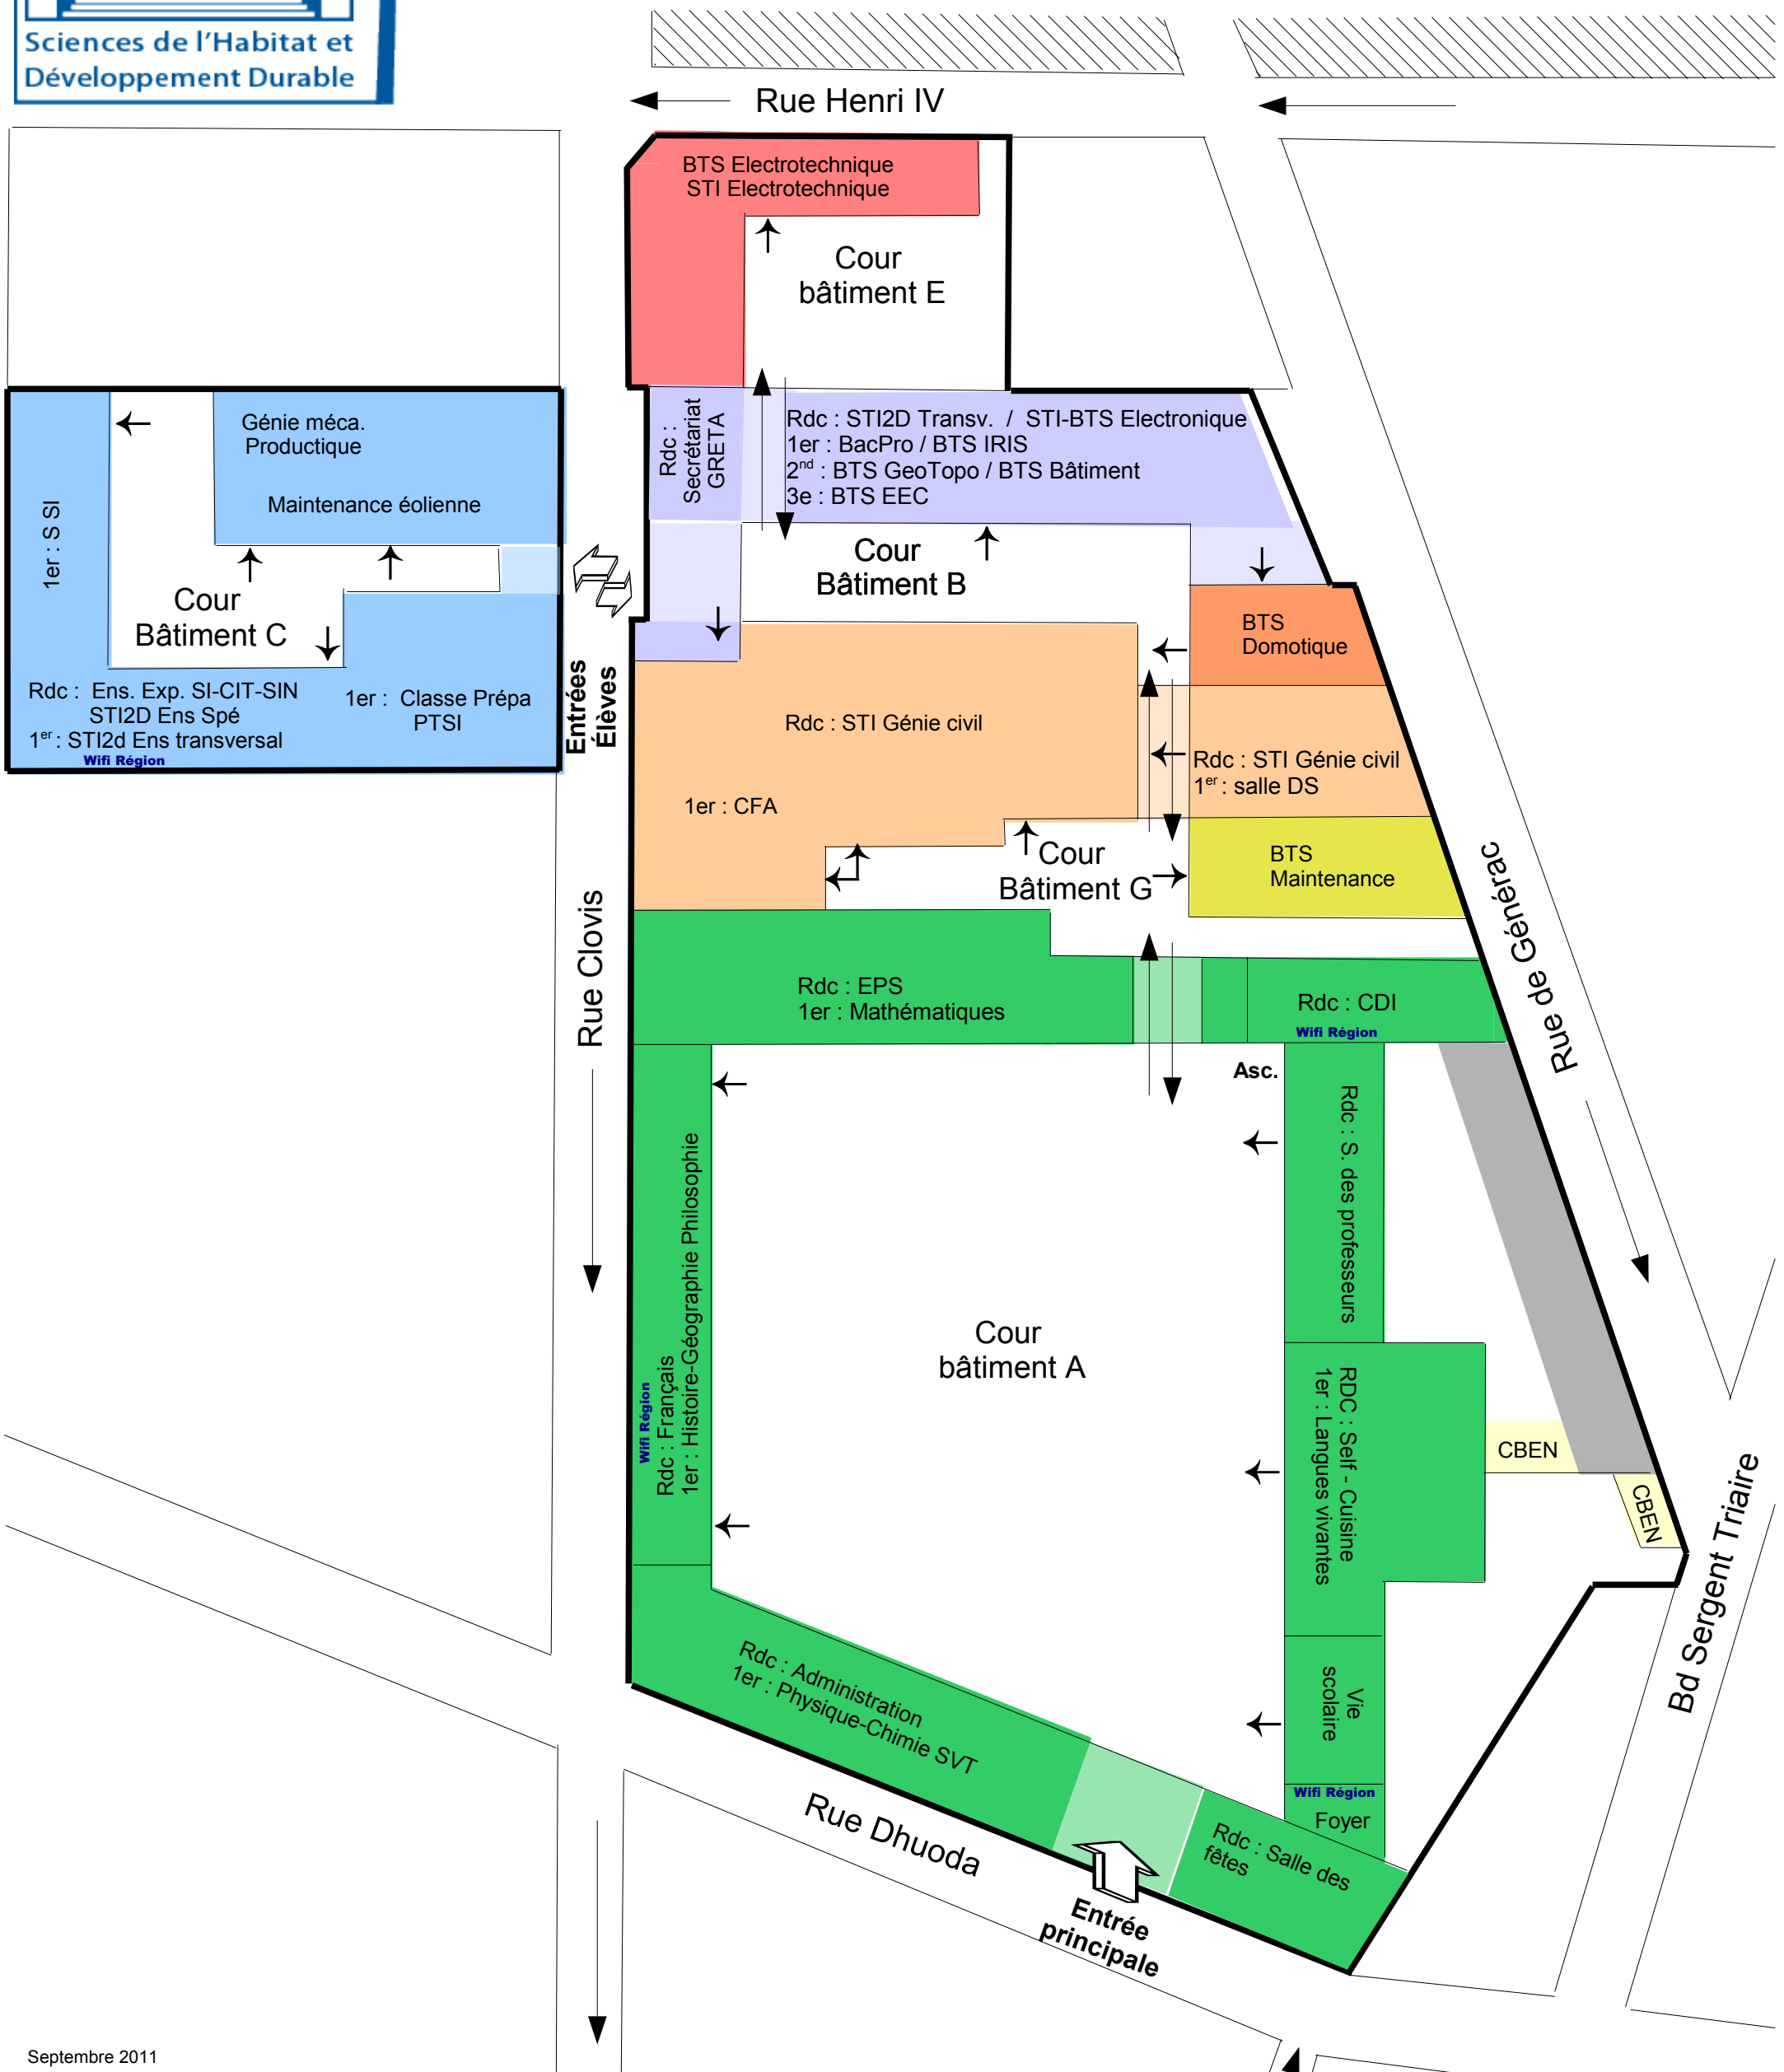 Sciences de l'Habitat et
Développement Durable
Rue Henri IV
BTS Electrotechnique
STI Electrotechnique
Cour
bâtiment E
Génie méca.
Productique
Maintenance éolienne
1er : S SI
Cour
Bâtiment C
Rdc : Ens. Exp. SI-CIT-SIN
STI2D Ens Spé
1er : STI2d Ens transversal
Wifi Région
1er : Classe Prépa
PTSI
Entrées
Élèves
Rdc :
Secrétariat
GRETA
Rdc : STI2D Transv. / STI-BTS Electronique
1er : BacPro / BTS IRIS
2nd : BTS GeoTopo / BTS Bâtiment
3e : BTS EEC
Cour
Bâtiment B
BTS
Domotique
Rdc : STI Génie civil
1er : CFA
Rdc : STI Génie civil
1er : salle DS
Cour
Bâtiment G
BTS
Maintenance
Rue Clovis
Rue de Générac
Rdc : EPS
1er : Mathématiques
Rdc : CDI
Wifi Région
Asc.
Rdc : S. des professeurs
Wifi Région
Rdc : Français
1er : Histoire-Géographie Philosophie
Cour
bâtiment A
RDC : Self - Cuisine
1er : Langues vivantes
CBEN
CBEN
Bd Sergent Triaire
Vie
scolaire
Rdc : Administration
1er : Physique-Chimie SVT
Wifi Région
Foyer
Rdc : Salle des
fêtes
Rue Dhuoda
Entrée
principale
Septembre 2011